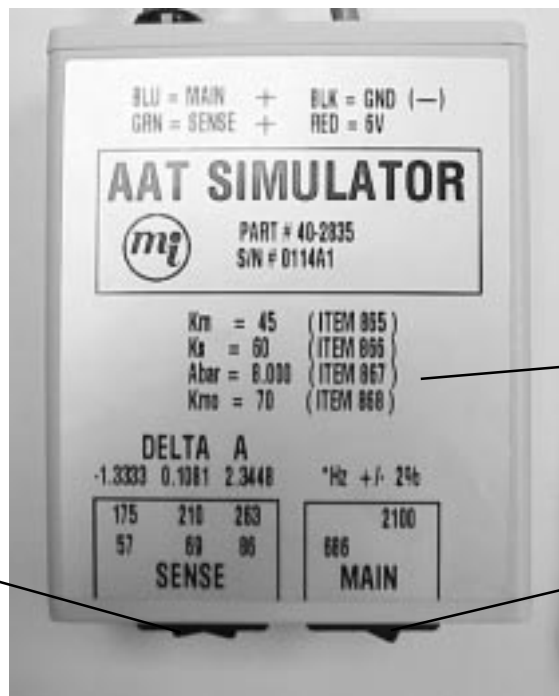 BLU = MAIN + BLK = GND (—)
GRN = SENSE + RED = 6V
AAT SIMULATOR
mi
PART # 40-2835
S/N # 0114A1
Km = 45 (ITEM 865)
Ks = 60 (ITEM 866)
Abar = 8.000 (ITEM 867)
Kmo = 70 (ITEM 868)
DELTA A
-1.3333 0.1081 2.3448 *Hz +/- 2%
175 210 263 2100
57 69 86 686
SENSE MAIN